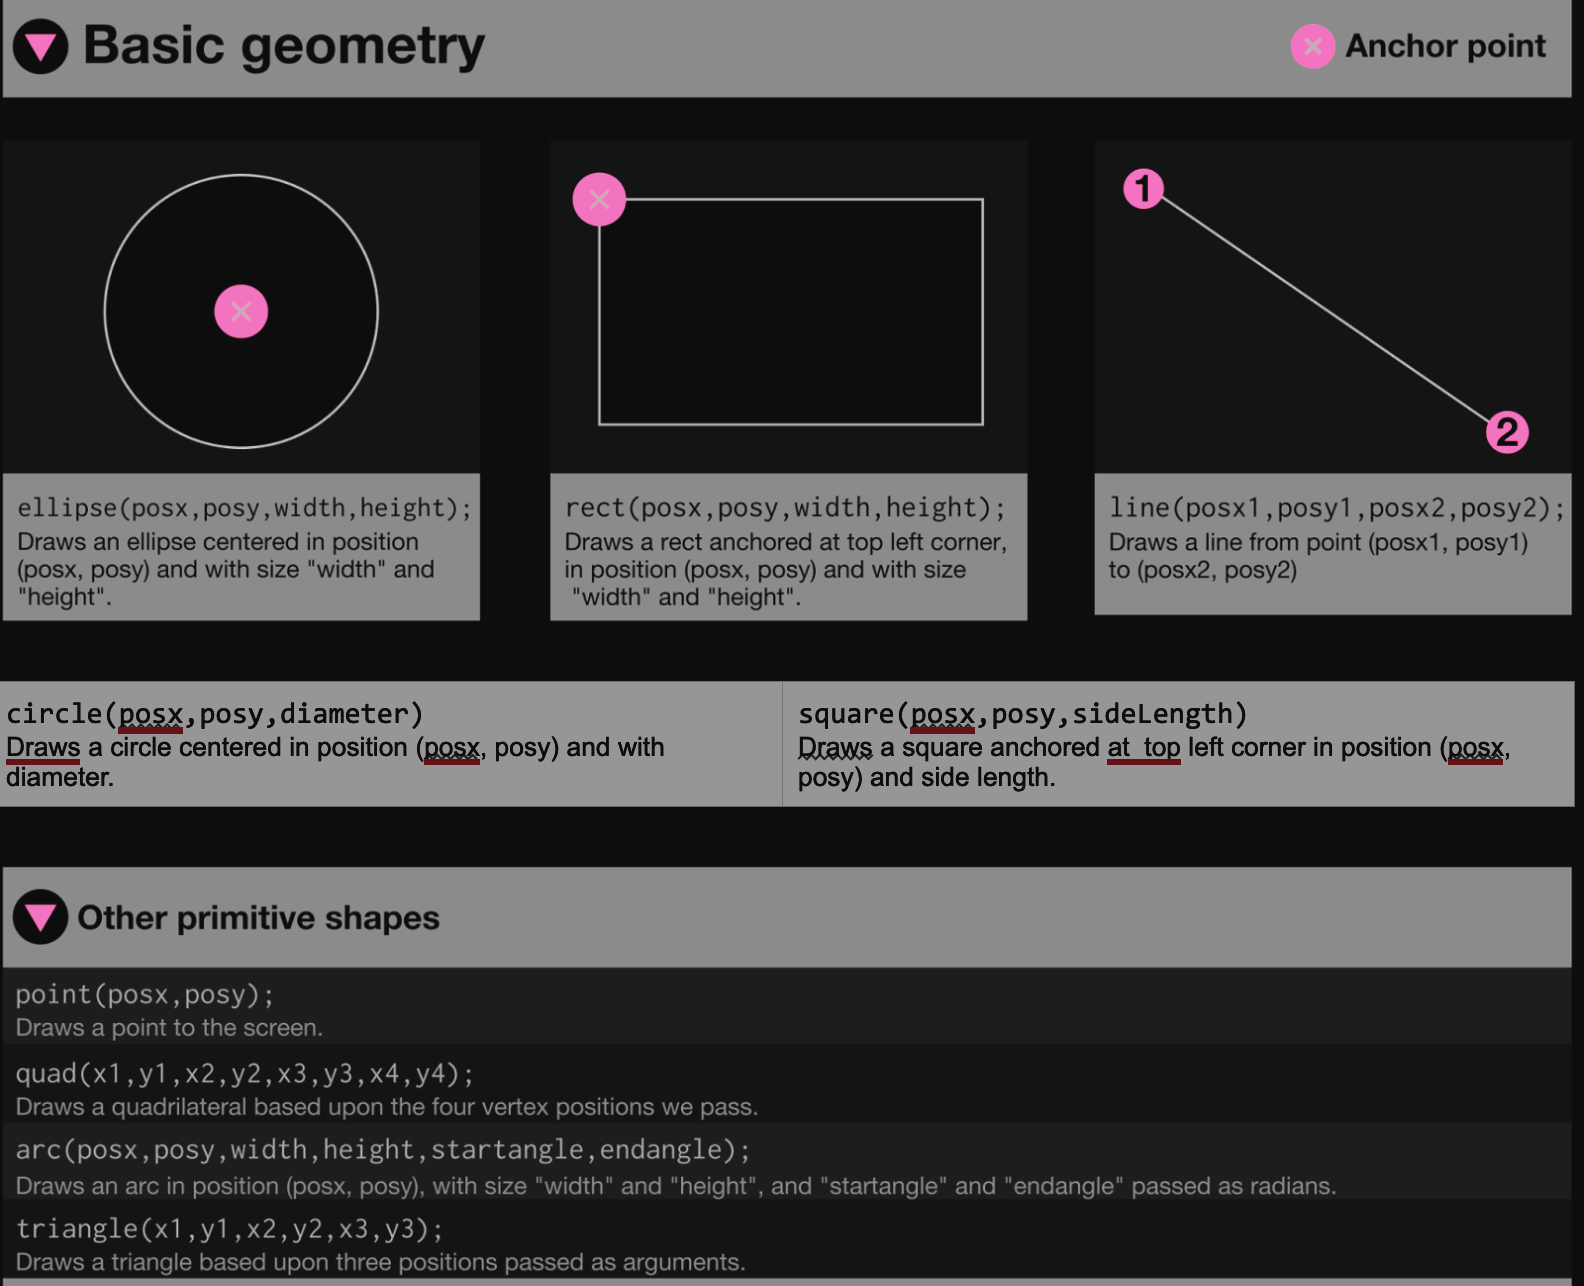 Basic geometry
Anchor point
1
2
ellipse(posx,posy,width,height);
Draws an ellipse centered in position
(posx, posy) and with size "width" and
"height".
rect(posx,posy,width,height);
Draws a rect anchored at top left corner,
in position (posx, posy) and with size
"width" and "height".
line(posx1,posy1,posx2,posy2);
Draws a line from point (posx1, posy1)
to (posx2, posy2)
circle(posx,posy,diameter)
Draws a circle centered in position (posx, posy) and with
diameter.
square(posx,posy,sideLength)
Draws a square anchored at  top left corner in position (posx,
posy) and side length.
Other primitive shapes
point(posx,posy);
Draws a point to the screen.
quad(x1,y1,x2,y2,x3,y3,x4,y4);
Draws a quadrilateral based upon the four vertex positions we pass.
arc(posx,posy,width,height,startangle,endangle);
Draws an arc in position (posx, posy), with size "width" and "height", and "startangle" and "endangle" passed as radians.
triangle(x1,y1,x2,y2,x3,y3);
Draws a triangle based upon three positions passed as arguments.